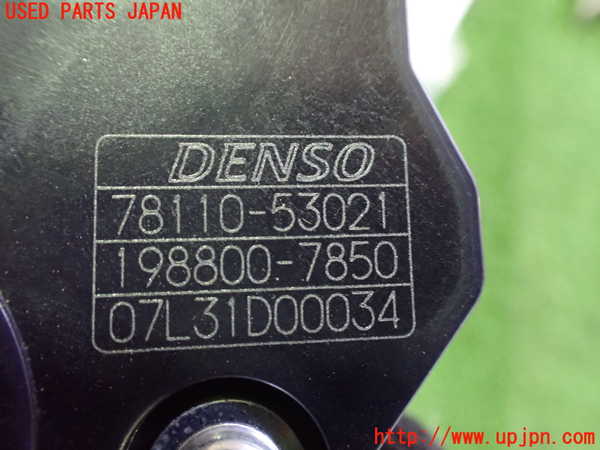 USED PARTS JAPAN
DENSO
78110-53021
198800-7850
07L31D00034
http://www.upjpn.com/